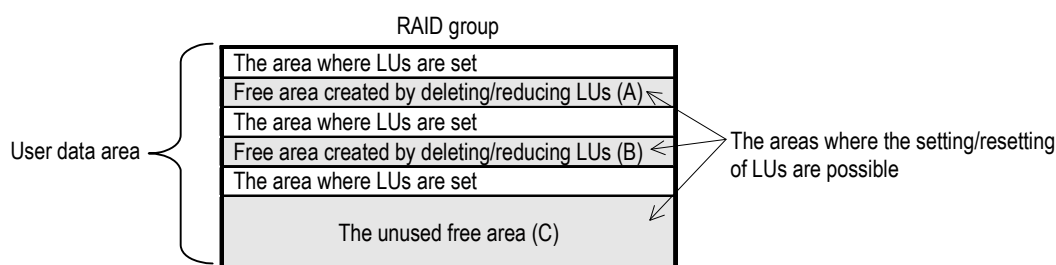 RAID group
The area where LUs are set
Free area created by deleting/reducing LUs (A)
The area where LUs are set
Free area created by deleting/reducing LUs (B)
The area where LUs are set
The unused free area (C)
User data area
The areas where the setting/resetting
of LUs are possible